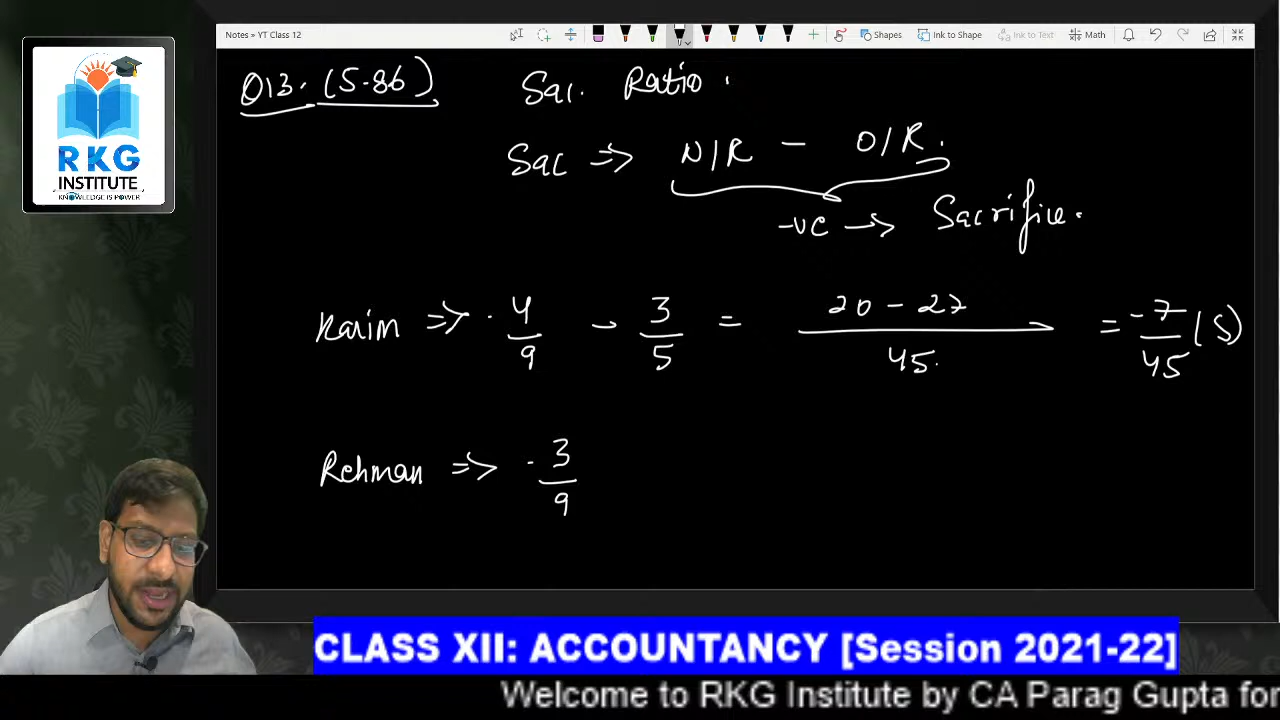 Notes » YT Class 12
Shapes
Ink to Shape
Ink to Text
Math
RKG
INSTITUTE
KNOWLEDGE IS POWER
Q13. (5.86) Sac. Ratio.
Sac ⇒ N/R - O/R.
-ve → Sacrifice.
Karim ⇒ 4/9 - 3/5 = 20 - 27/45 = -7/45 (S)
Rehman ⇒ 3/9
CLASS XII: ACCOUNTANCY [Session 2021-22]
Welcome to RKG Institute by CA Parag Gupta for